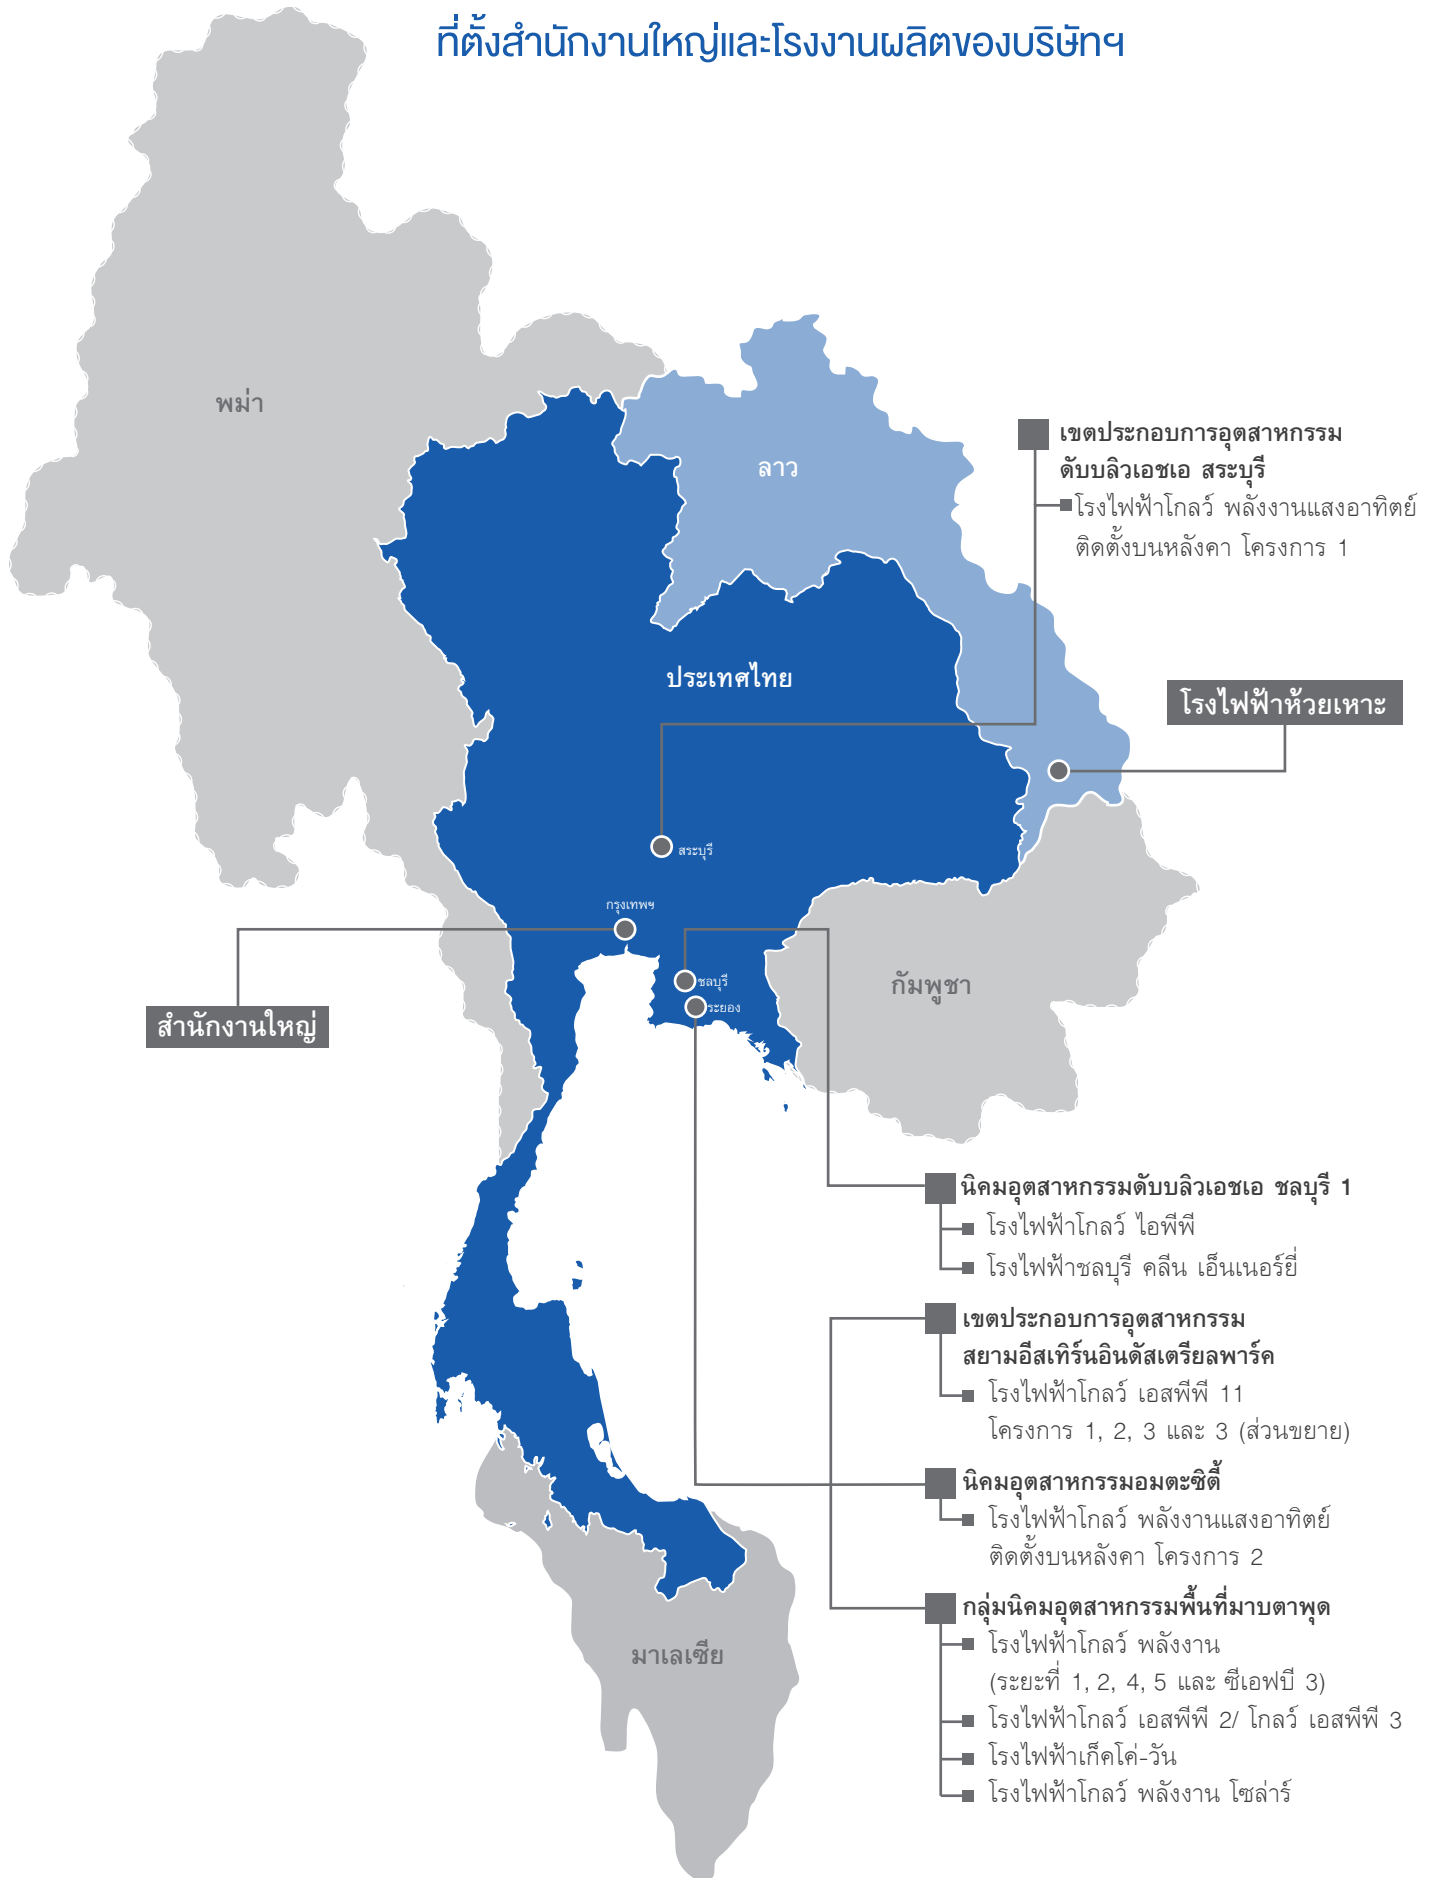 ที่ตั้งสำนักงานใหญ่และโรงงานผลิตของบริษัทฯ
พม่า
ลาว
เขตประกอบการอุตสาหกรรม
ดับบลิวเอชเอ สระบุรี
โรงไฟฟ้าโกลว์ พลังงานแสงอาทิตย์
ติดตั้งบนหลังคา โครงการ 1
ประเทศไทย
โรงไฟฟ้าห้วยเหาะ
สระบุรี
กรุงเทพฯ
ชลบุรี
ระยอง
กัมพูชา
สำนักงานใหญ่
นิคมอุตสาหกรรมดับบลิวเอชเอ ชลบุรี 1
โรงไฟฟ้าโกลว์ ไอพีพี
โรงไฟฟ้าชลบุรี คลีน เอ็นเนอร์ยี่
เขตประกอบการอุตสาหกรรม
สยามอีสเทิร์นอินดัสเตรียลพาร์ค
โรงไฟฟ้าโกลว์ เอสพีพี 11
โครงการ 1, 2, 3 และ 3 (ส่วนขยาย)
นิคมอุตสาหกรรมอมตะซิตี้
โรงไฟฟ้าโกลว์ พลังงานแสงอาทิตย์
ติดตั้งบนหลังคา โครงการ 2
กลุ่มนิคมอุตสาหกรรมพื้นที่มาบตาพุด
โรงไฟฟ้าโกลว์ พลังงาน
(ระยะที่ 1, 2, 4, 5 และ ซีเอฟบี 3)
โรงไฟฟ้าโกลว์ เอสพีพี 2/ โกลว์ เอสพีพี 3
โรงไฟฟ้าเก็คโค่-วัน
โรงไฟฟ้าโกลว์ พลังงาน โซล่าร์
มาเลเซีย